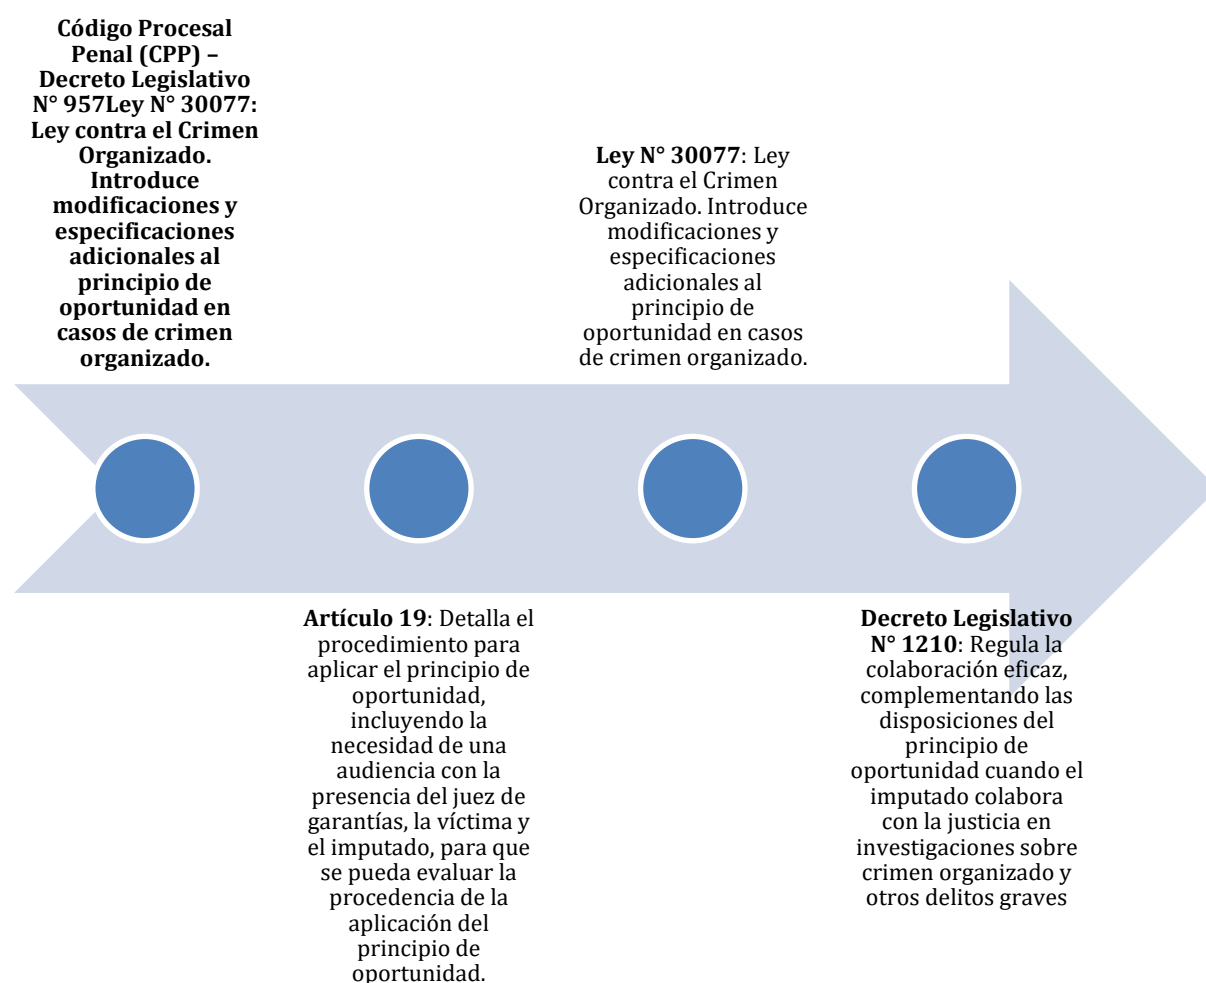 Código Procesal
Penal (CPP) –
Decreto Legislativo
N° 957Ley N° 30077:
Ley contra el Crimen
Organizado.
Introduce
modificaciones y
especificaciones
adicionales al
principio de
oportunidad en
casos de crimen
organizado.
Artículo 19: Detalla el
procedimiento para
aplicar el principio de
oportunidad,
incluyendo la
necesidad de una
audiencia con la
presencia del juez de
garantías, la víctima y
el imputado, para que
se pueda evaluar la
procedencia de la
aplicación del
principio de
oportunidad.
Ley N° 30077: Ley
contra el Crimen
Organizado. Introduce
modificaciones y
especificaciones
adicionales al
principio de
oportunidad en casos
de crimen organizado.
Decreto Legislativo
N° 1210: Regula la
colaboración eficaz,
complementando las
disposiciones del
principio de
oportunidad cuando el
imputado colabora
con la justicia en
investigaciones sobre
crimen organizado y
otros delitos graves